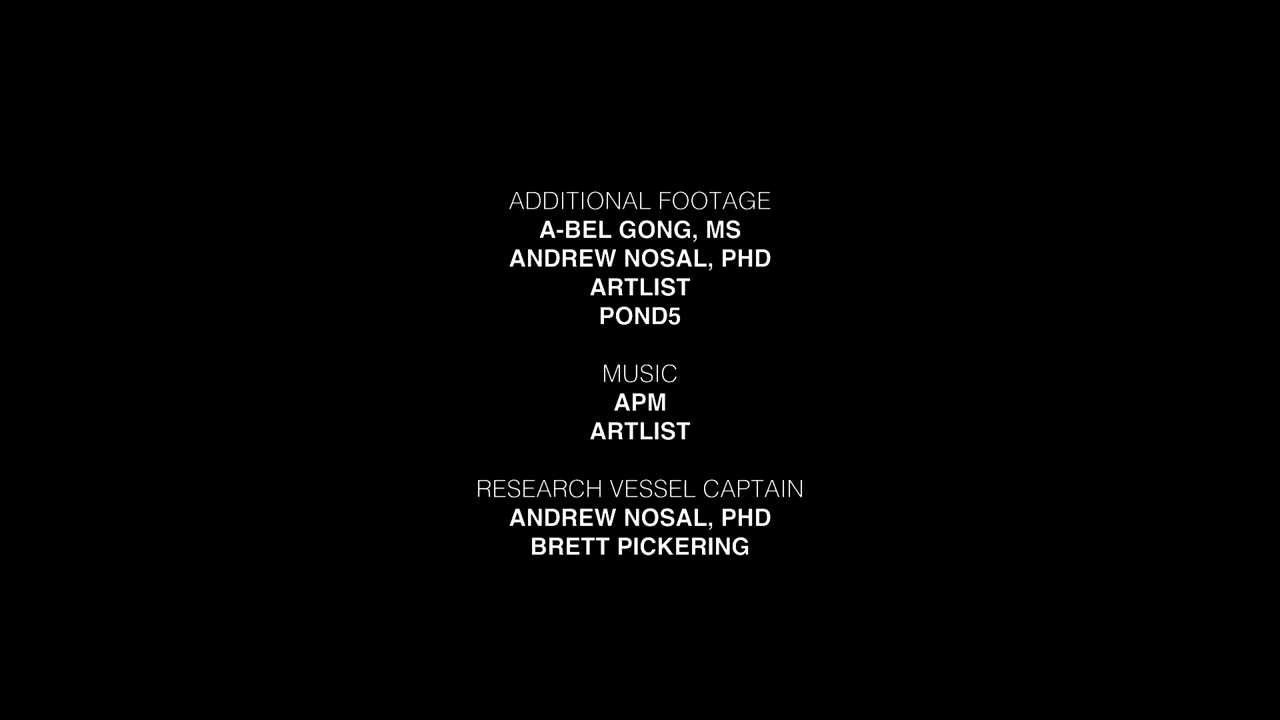 ADDITIONAL FOOTAGE
A-BEL GONG, MS
ANDREW NOSAL, PHD
ARTLIST
POND5
MUSIC
APM
ARTLIST
RESEARCH VESSEL CAPTAIN
ANDREW NOSAL, PHD
BRETT PICKERING